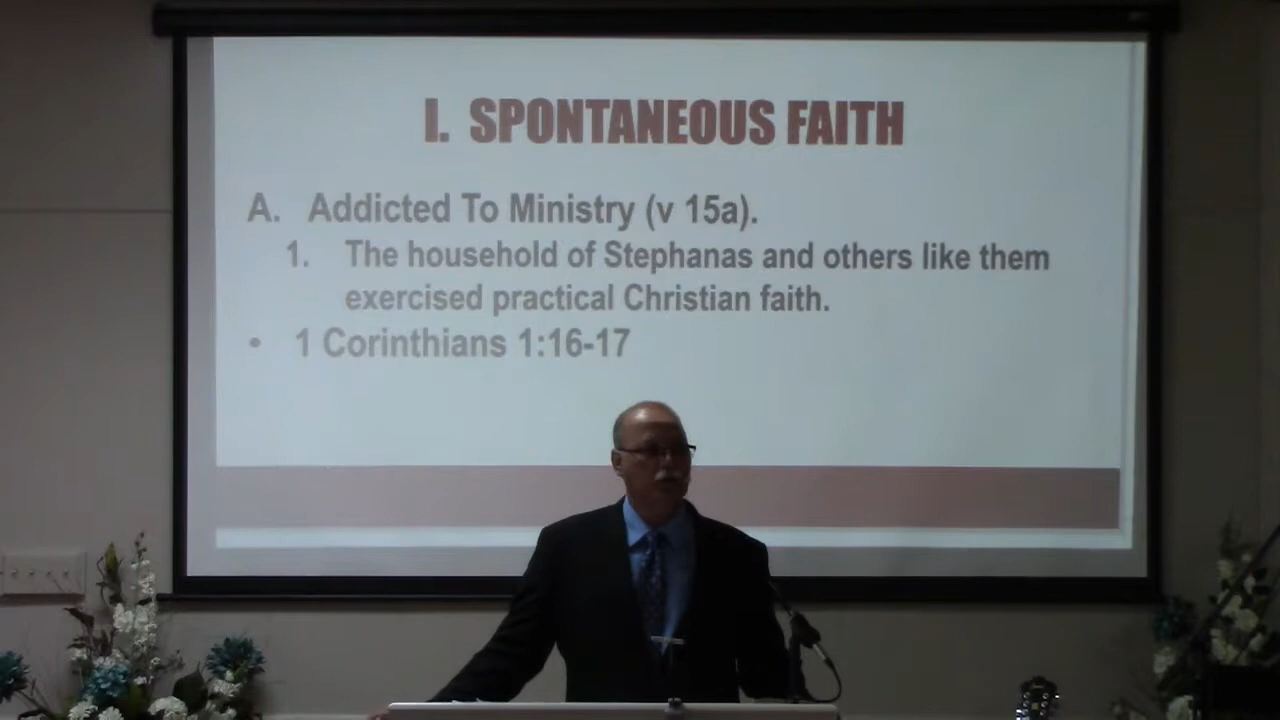 I. SPONTANEOUS FAITH
A. Addicted To Ministry (v 15a).
1. The household of Stephanas and others like them
exercised practical Christian faith.
• 1 Corinthians 1:16-17